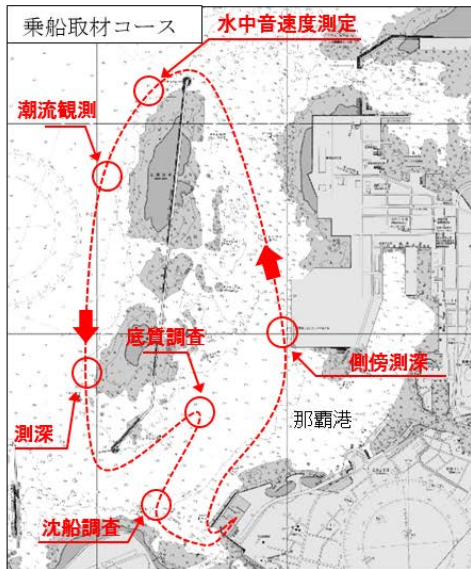 乗船取材コース
水中音速度測定
潮流観測
底質調査
側傍測深
測深
那覇港
沈船調査